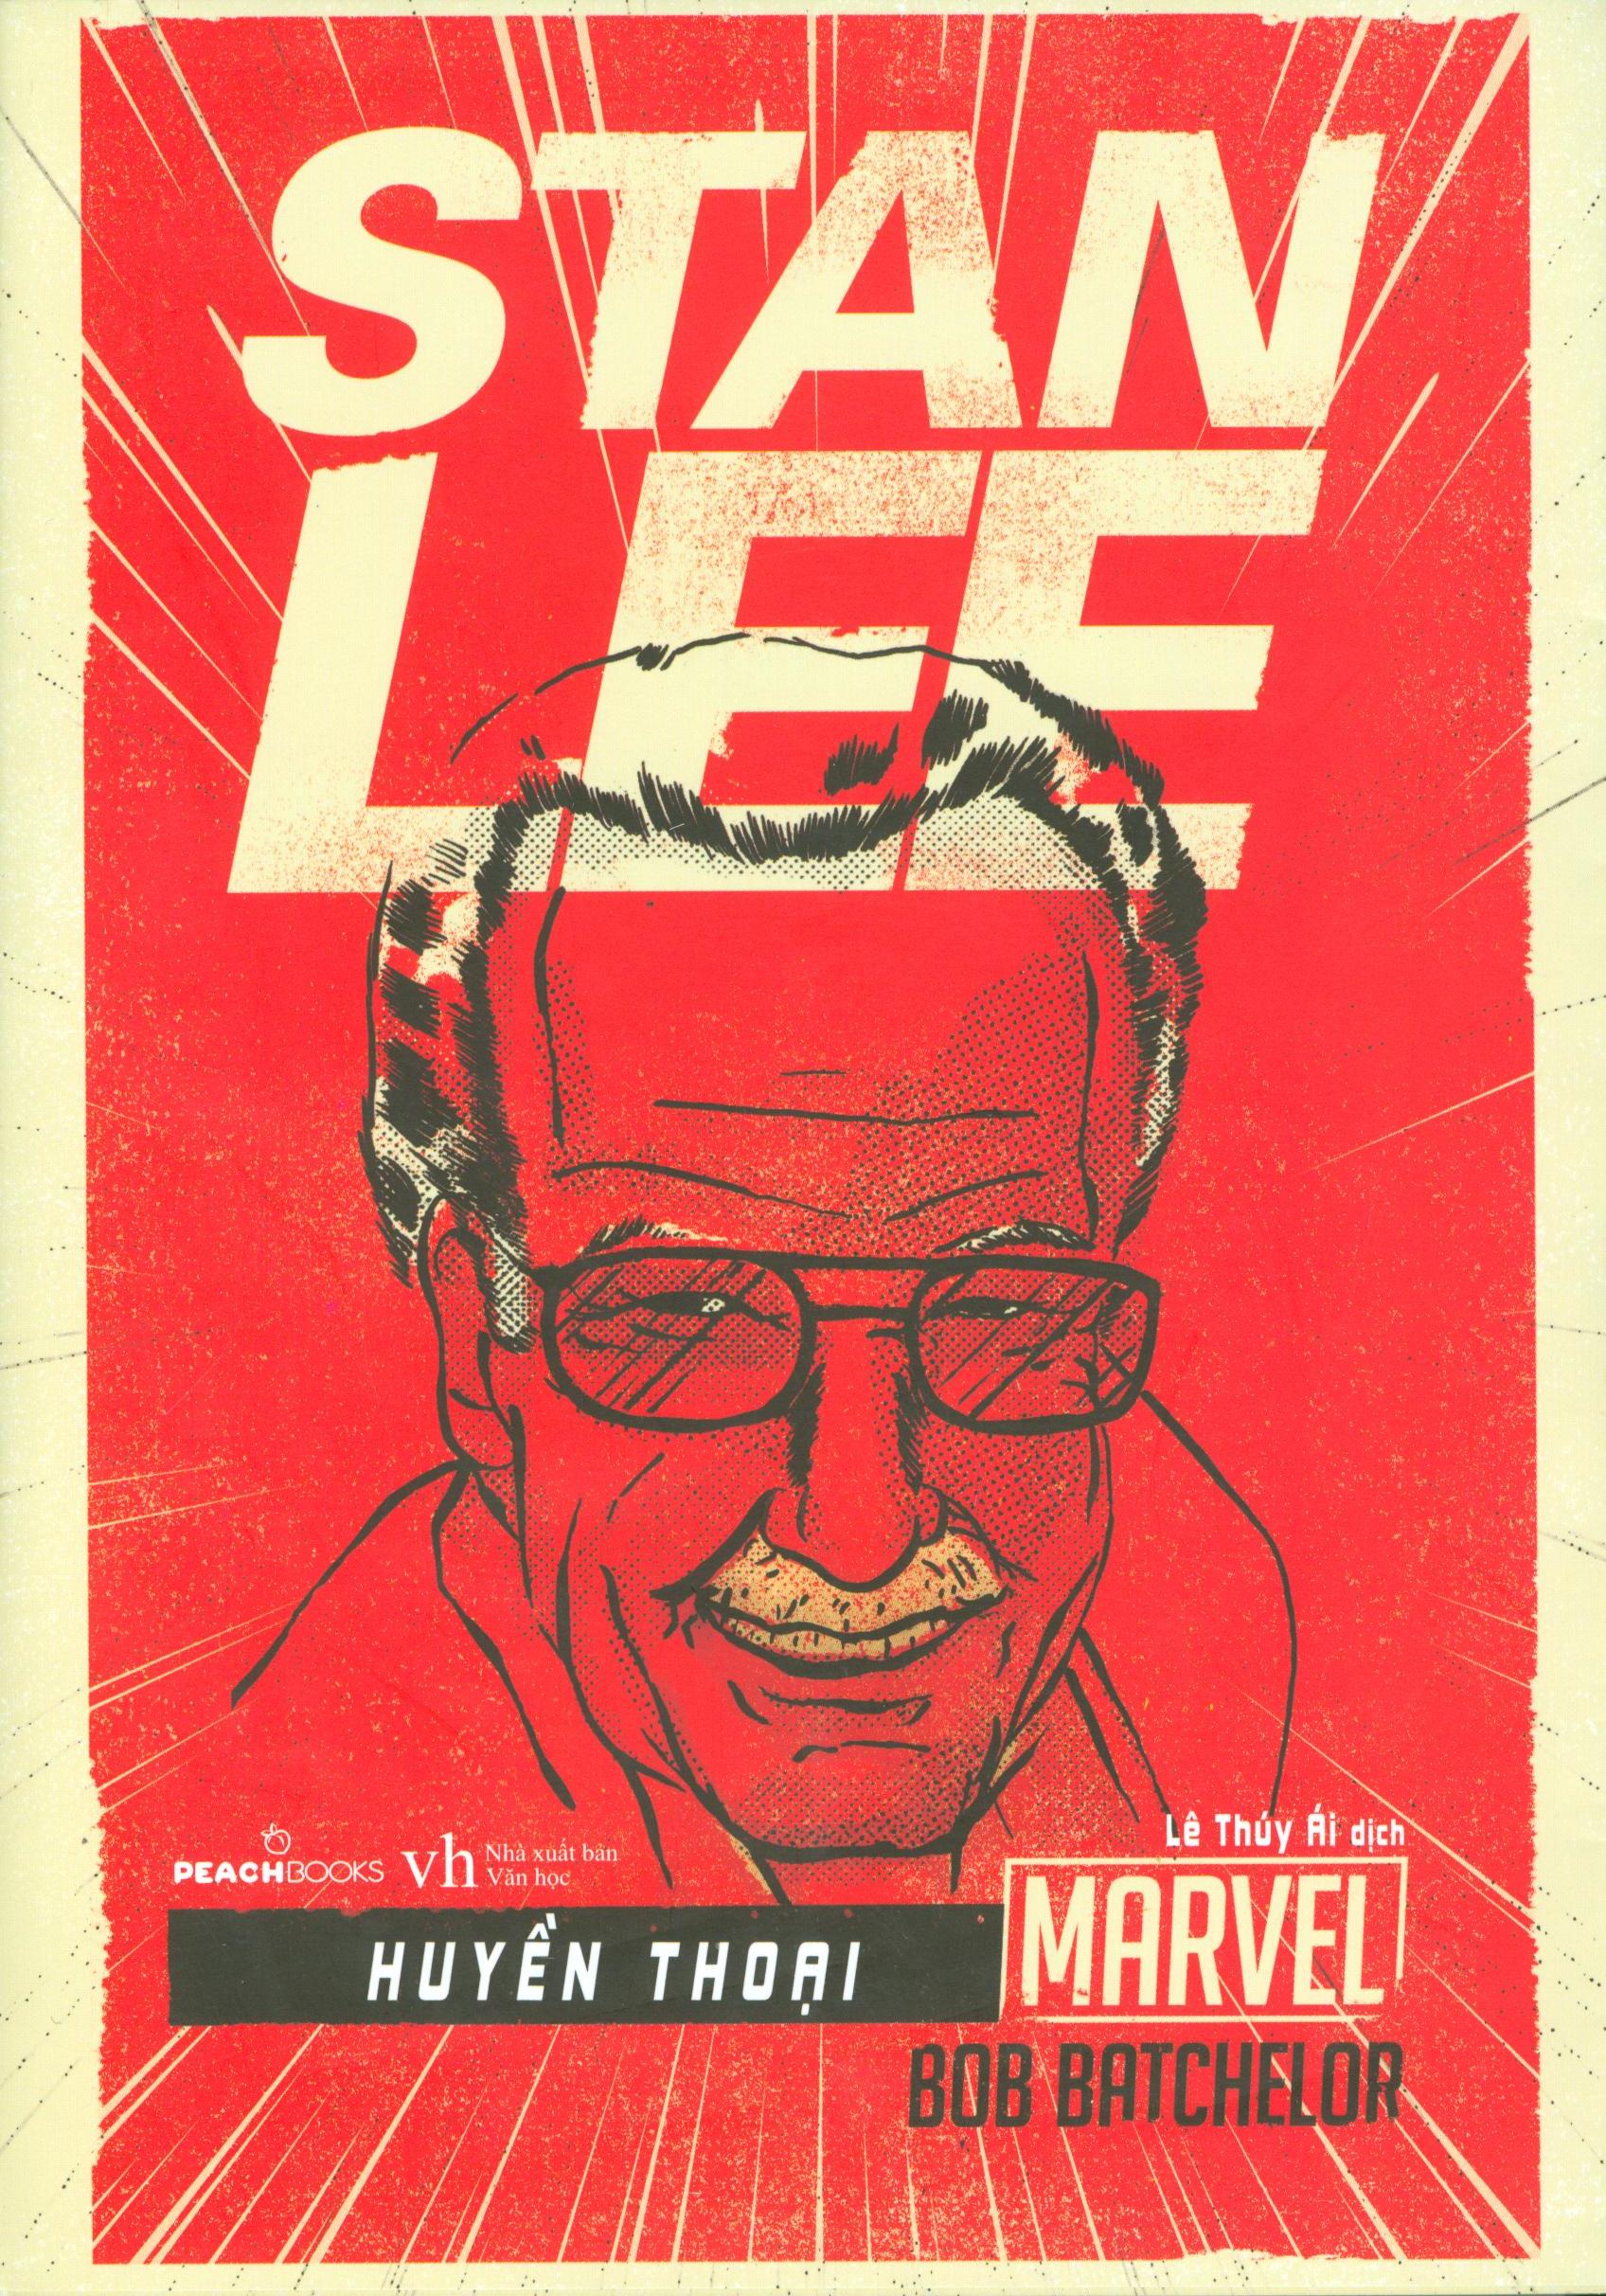 STAN
LEE
Lê Thúy Ái dịch
PEACHBOOKS
vh
Nhà xuất bản
Văn học
HUYỀN THOẠI
MARVEL
BOB BATCHELOR